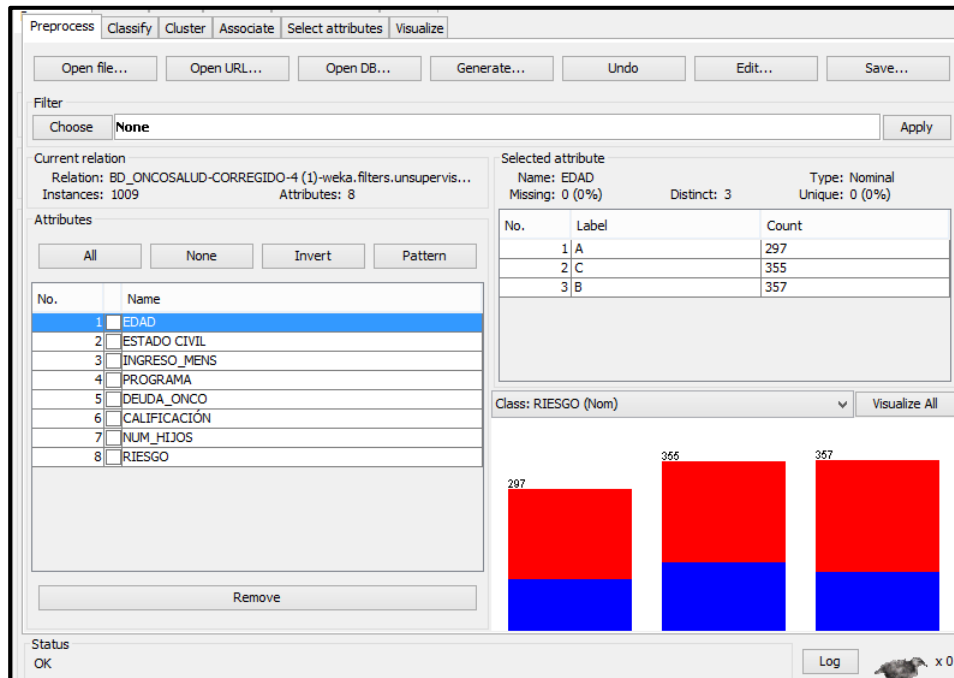 Preprocess Classify Cluster Associate Select attributes Visualize
Open file... Open URL... Open DB... Generate... Undo Edit... Save...
Filter
Choose None Apply
Current relation
Relation: BD_ONCOSALUD-CORREGIDO-4 (1)-weka.filters.unsupervis...
Instances: 1009 Attributes: 8
Attributes
All None Invert Pattern
No. Name
1 EDAD
2 ESTADO CIVIL
3 INGRESO_MENS
4 PROGRAMA
5 DEUDA_ONCO
6 CALIFICACIÓN
7 NUM_HIJOS
8 RIESGO
Remove
Selected attribute
Name: EDAD Type: Nominal
Missing: 0 (0%) Distinct: 3 Unique: 0 (0%)
No. Label Count
1 A 297
2 C 355
3 B 357
Class: RIESGO (Nom) Visualize All
297 355 357
Status
OK Log x 0